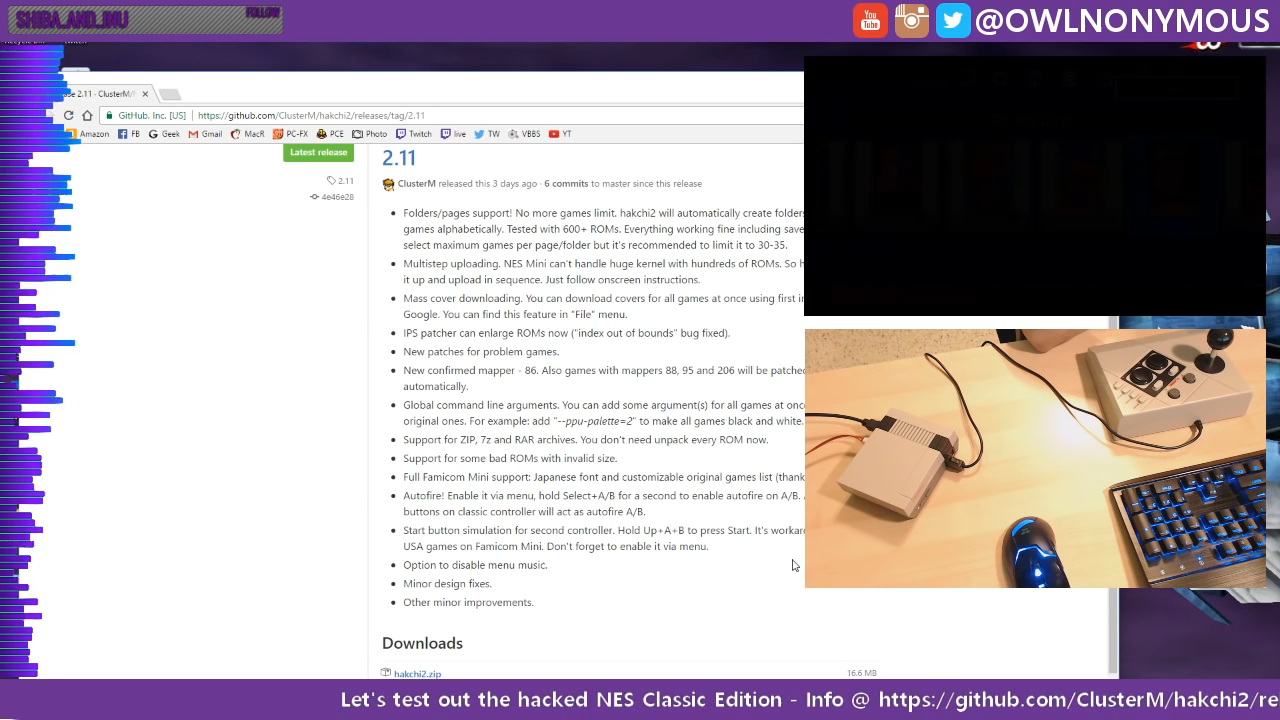 SHIBA_AND_INU
FOLLOW
You
Tube
@OWLNONYMOUS
se 2.11 · ClusterM/
GitHub, Inc. [US]
https://github.com/ClusterM/hakchi2/releases/tag/2.11
Amazon
FB
Geek
Gmail
MacR
PC-FX
PCE
Photo
Twitch
live
TW
VBBS
YT
Latest release
2.11
4e46e28
2.11
ClusterM released this 3 days ago · 6 commits to master since this release
Folders/pages support! No more games limit. hakchi2 will automatically create folders
games alphabetically. Tested with 600+ ROMs. Everything working fine including save
select maximum games per page/folder but it's recommended to limit it to 30-35.
Multistep uploading. NES Mini can't handle huge kernel with hundreds of ROMs. So h
it up and upload in sequence. Just follow onscreen instructions.
Mass cover downloading. You can download covers for all games at once using first i
Google. You can find this feature in "File" menu.
IPS patcher can enlarge ROMs now ("index out of bounds" bug fixed).
New patches for problem games.
New confirmed mapper - 86. Also games with mappers 88, 95 and 206 will be patched
automatically.
Global command line arguments. You can add some argument(s) for all games at once
original ones. For example: add "--ppu-palette=2" to make all games black and white.
Support for ZIP, 7z and RAR archives. You don't need unpack every ROM now.
Support for some bad ROMs with invalid size.
Full Famicom Mini support: Japanese font and customizable original games list (thank
Autofire! Enable it via menu, hold Select+A/B for a second to enable autofire on A/B.
buttons on classic controller will act as autofire A/B.
Start button simulation for second controller. Hold Up+A+B to press Start. It's workar
USA games on Famicom Mini. Don't forget to enable it via menu.
Option to disable menu music.
Minor design fixes.
Other minor improvements.
Downloads
hakchi2.zip
16.6 MB
Let's test out the hacked NES Classic Edition - Info @ https://github.com/ClusterM/hakchi2/re